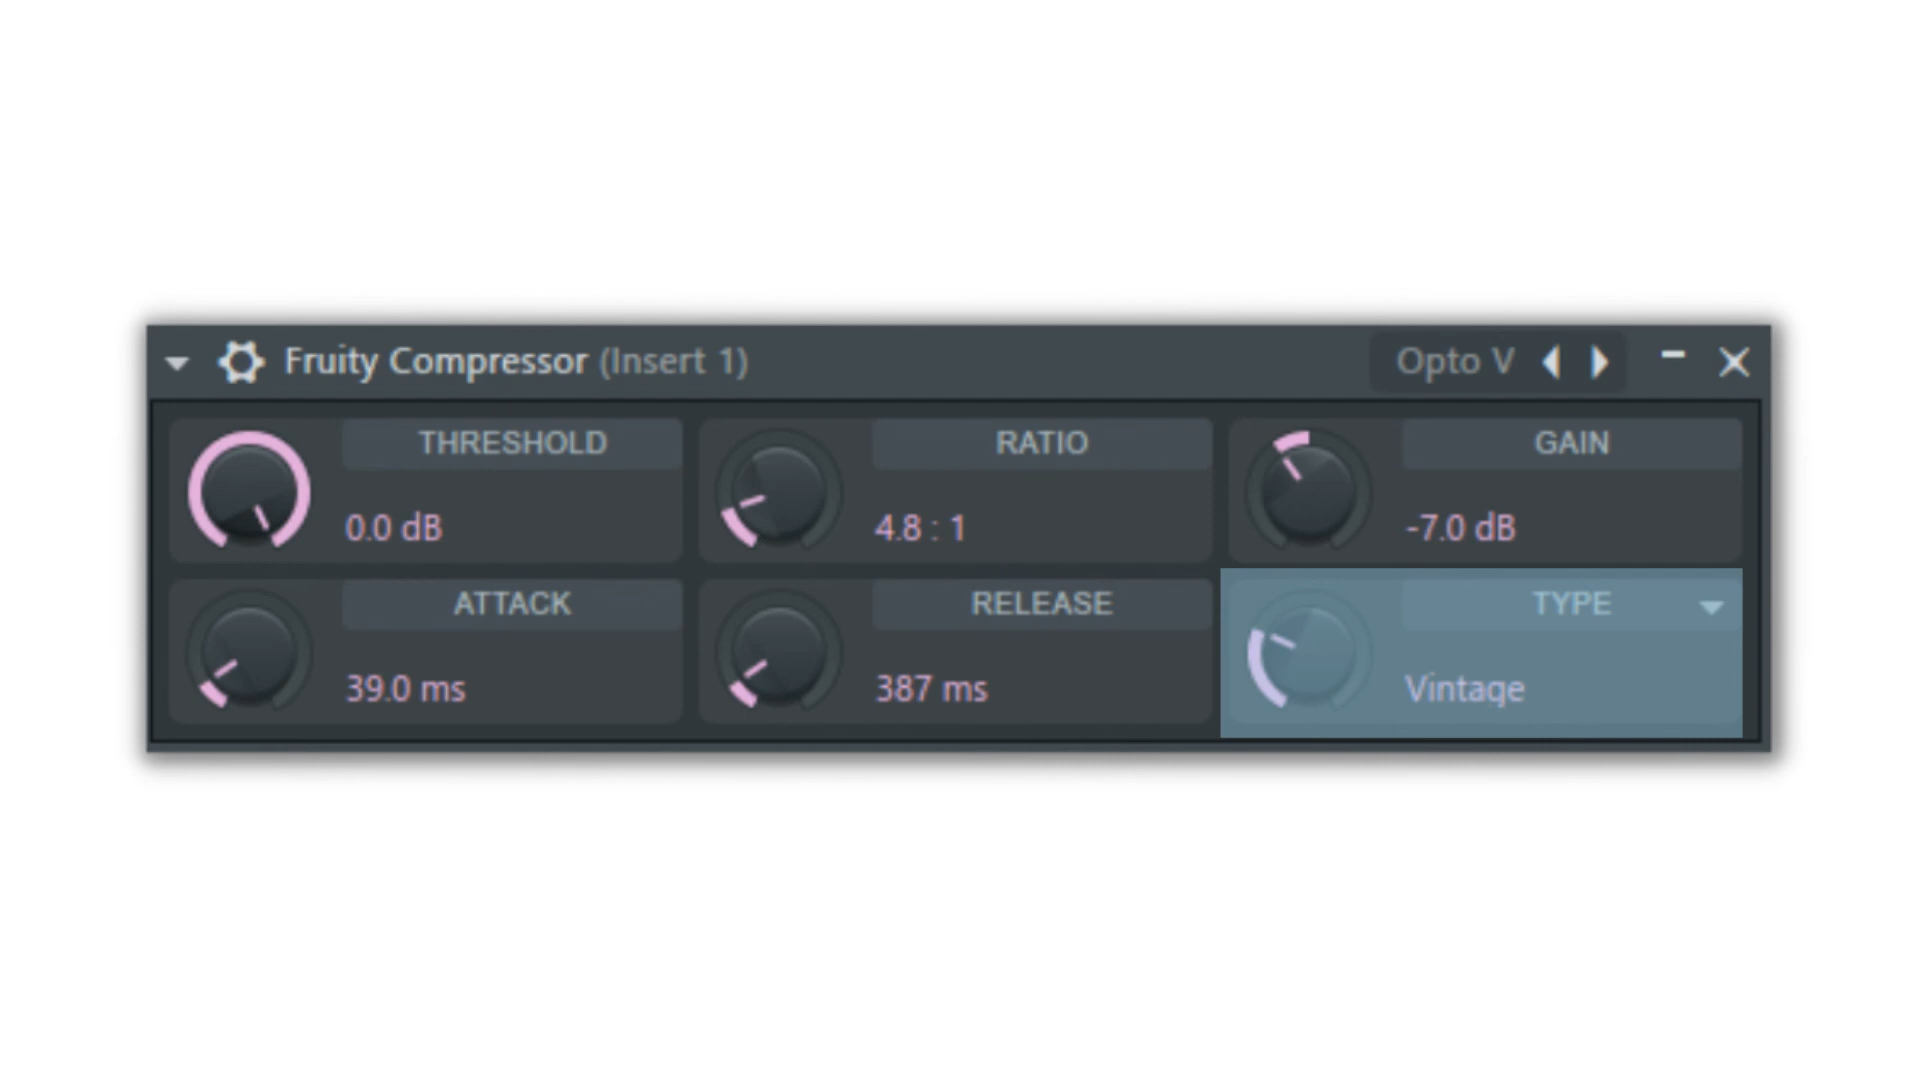 Fruity Compressor (Insert 1)
Opto V
THRESHOLD
0.0 dB
RATIO
4.8 : 1
GAIN
-7.0 dB
ATTACK
39.0 ms
RELEASE
387 ms
TYPE
Vintage